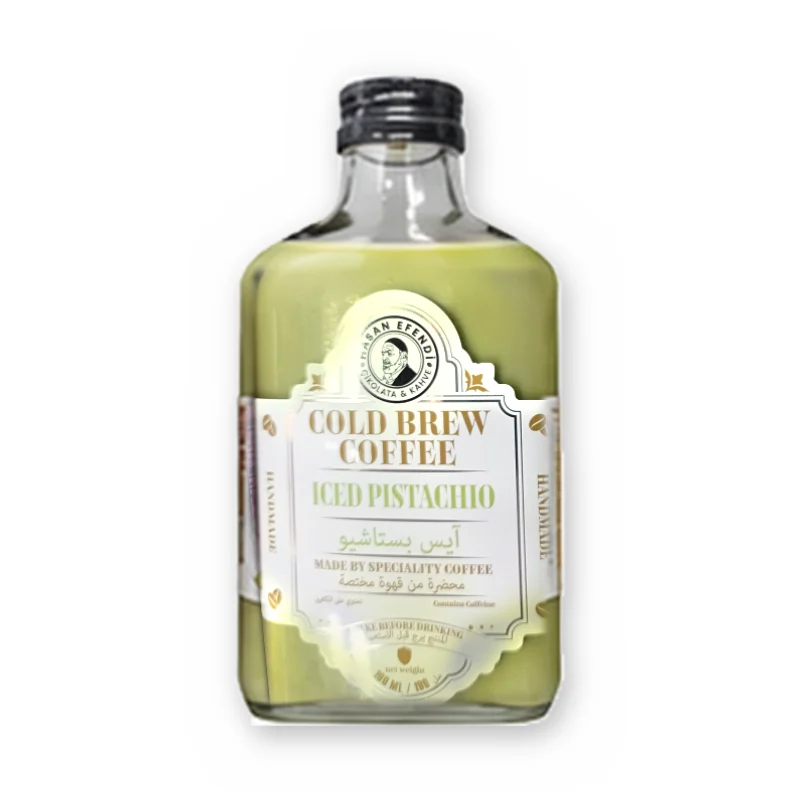 HASAN EFENDİ
ÇİKOLATA & KAHVE
COLD BREW
COFFEE
ICED PISTACHIO
آيس بستاشيو
MADE BY SPECIALITY COFFEE
محضرة من قهوة مختصة
Contains Caffeine
BEFORE DRINKING
net weight
HANDMADE
HANDMADE